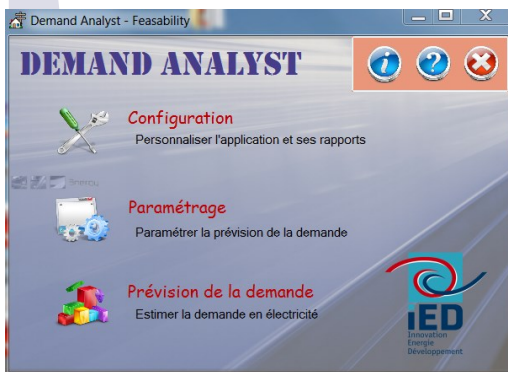 Demand Analyst - Feasability
DEMAND ANALYST
Configuration
Personnaliser l'application et ses rapports
Energy
Paramétrage
Paramétrer la prévision de la demande
Prévision de la demande
Estimer la demande en électricité
iED
Innovation
Energie
Développement